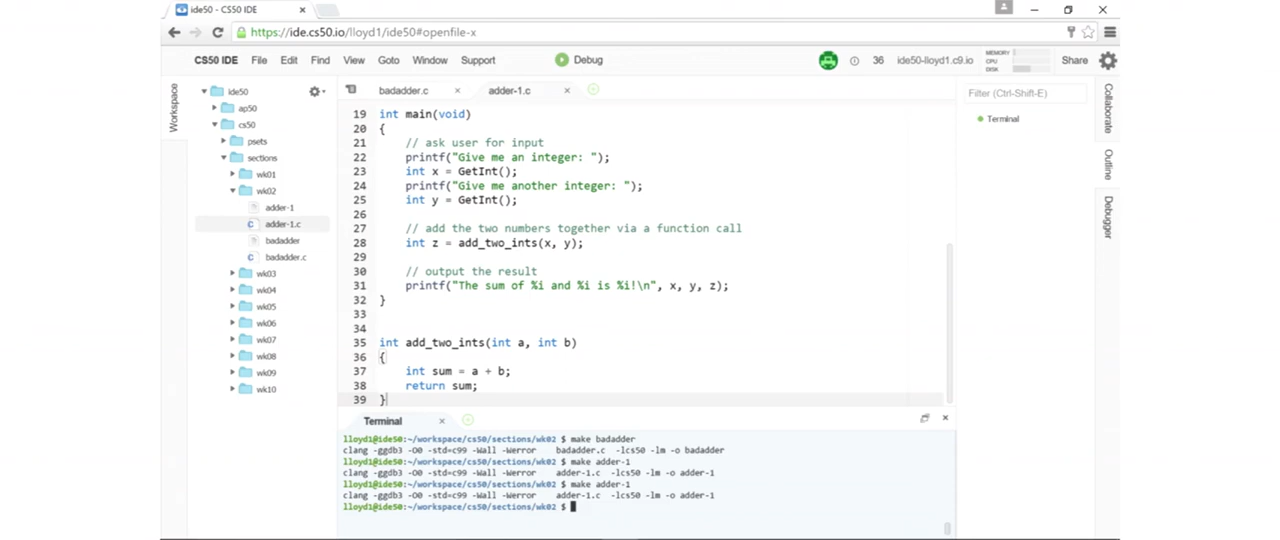 ide50 - CS50 IDE
https://ide.cs50.io/lloyd1/ide50#openfile-x
CS50 IDE File Edit Find View Goto Window Support Debug 36 ide50-lloyd1.c9.io MEMORY CPU DISK Share
Workspace
ide50
ap50
cs50
psets
sections
wk01
wk02
adder-1
adder-1.c
badadder
badadder.c
wk03
wk04
wk05
wk06
wk07
wk08
wk09
wk10
badadder.c adder-1.c
19 int main(void)
20 {
21 // ask user for input
22 printf("Give me an integer: ");
23 int x = GetInt();
24 printf("Give me another integer: ");
25 int y = GetInt();
26
27 // add the two numbers together via a function call
28 int z = add_two_ints(x, y);
29
30 // output the result
31 printf("The sum of %i and %i is %i!\n", x, y, z);
32 }
33
34
35 int add_two_ints(int a, int b)
36 {
37 int sum = a + b;
38 return sum;
39 }
Terminal
lloyd1@ide50:~/workspace/cs50/sections/wk02 $ make badadder
clang -ggdb3 -O0 -std=c99 -Wall -Werror badadder.c -lcs50 -lm -o badadder
lloyd1@ide50:~/workspace/cs50/sections/wk02 $ make adder-1
clang -ggdb3 -O0 -std=c99 -Wall -Werror adder-1.c -lcs50 -lm -o adder-1
lloyd1@ide50:~/workspace/cs50/sections/wk02 $ make adder-1
clang -ggdb3 -O0 -std=c99 -Wall -Werror adder-1.c -lcs50 -lm -o adder-1
lloyd1@ide50:~/workspace/cs50/sections/wk02 $
Filter (Ctrl-Shift-E)
Terminal
Collaborate
Outline
Debugger